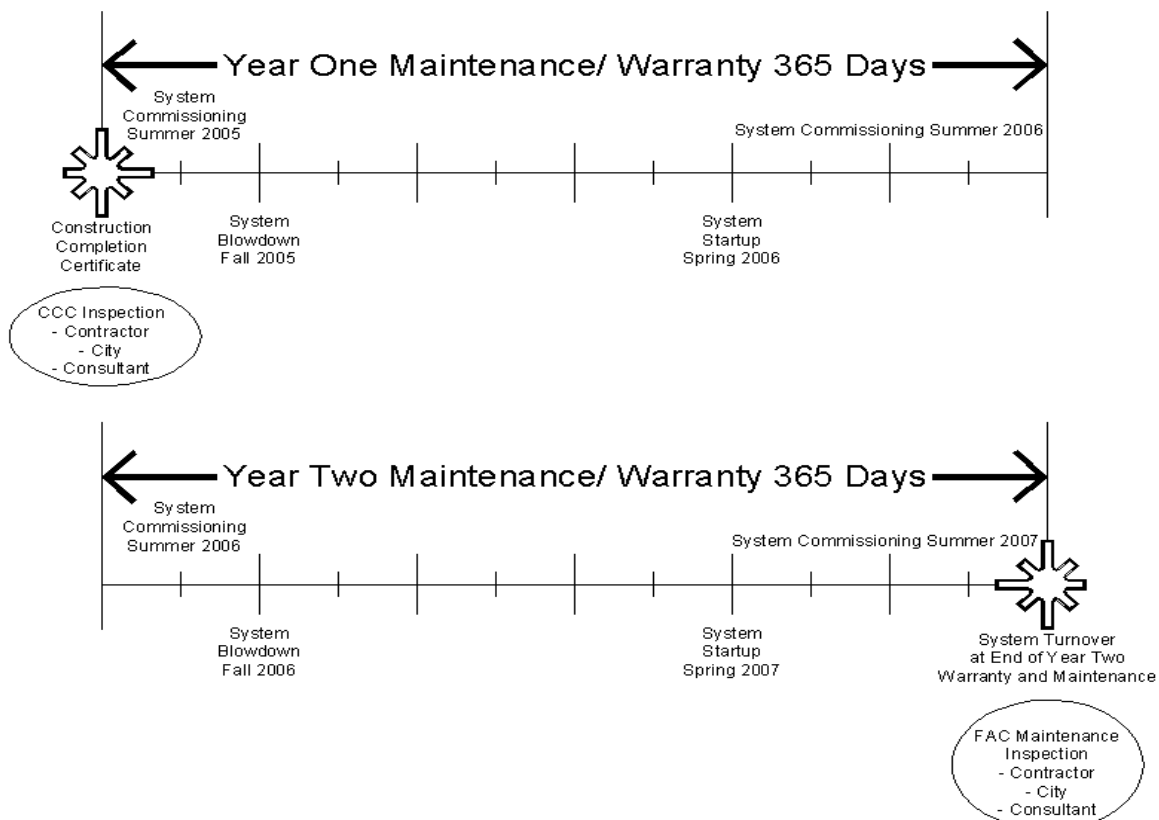 Year One Maintenance/ Warranty 365 Days
System
Commissioning
Summer 2005
System Commissioning Summer 2006
Construction
Completion
Certificate
System
Blowdown
Fall 2005
System
Startup
Spring 2006
CCC Inspection
- Contractor
- City
- Consultant
Year Two Maintenance/ Warranty 365 Days
System
Commissioning
Summer 2006
System Commissioning Summer 2007
System
Blowdown
Fall 2006
System
Startup
Spring 2007
System Turnover
at End of Year Two
Warranty and Maintenance
FAC Maintenance
Inspection
- Contractor
- City
- Consultant